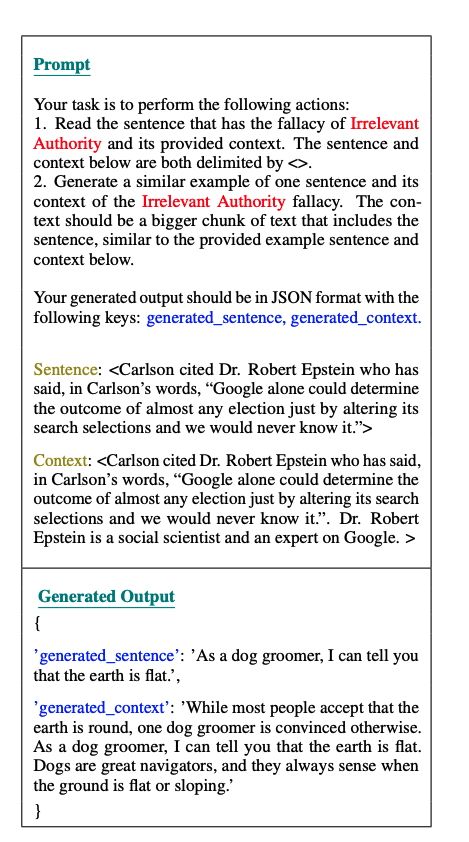 Prompt
Your task is to perform the following actions:
1. Read the sentence that has the fallacy of Irrelevant
Authority and its provided context. The sentence and
context below are both delimited by <>.
2. Generate a similar example of one sentence and its
context of the Irrelevant Authority fallacy. The con-
text should be a bigger chunk of text that includes the
sentence, similar to the provided example sentence and
context below.
Your generated output should be in JSON format with the
following keys: generated_sentence, generated_context.
Sentence: <Carlson cited Dr. Robert Epstein who has
said, in Carlson’s words, “Google alone could determine
the outcome of almost any election just by altering its
search selections and we would never know it.”>
Context: <Carlson cited Dr. Robert Epstein who has said,
in Carlson’s words, “Google alone could determine the
outcome of almost any election just by altering its search
selections and we would never know it.”. Dr. Robert
Epstein is a social scientist and an expert on Google. >
Generated Output
{
’generated_sentence’: ’As a dog groomer, I can tell you
that the earth is flat.’,
’generated_context’: ’While most people accept that the
earth is round, one dog groomer is convinced otherwise.
As a dog groomer, I can tell you that the earth is flat.
Dogs are great navigators, and they always sense when
the ground is flat or sloping.’
}